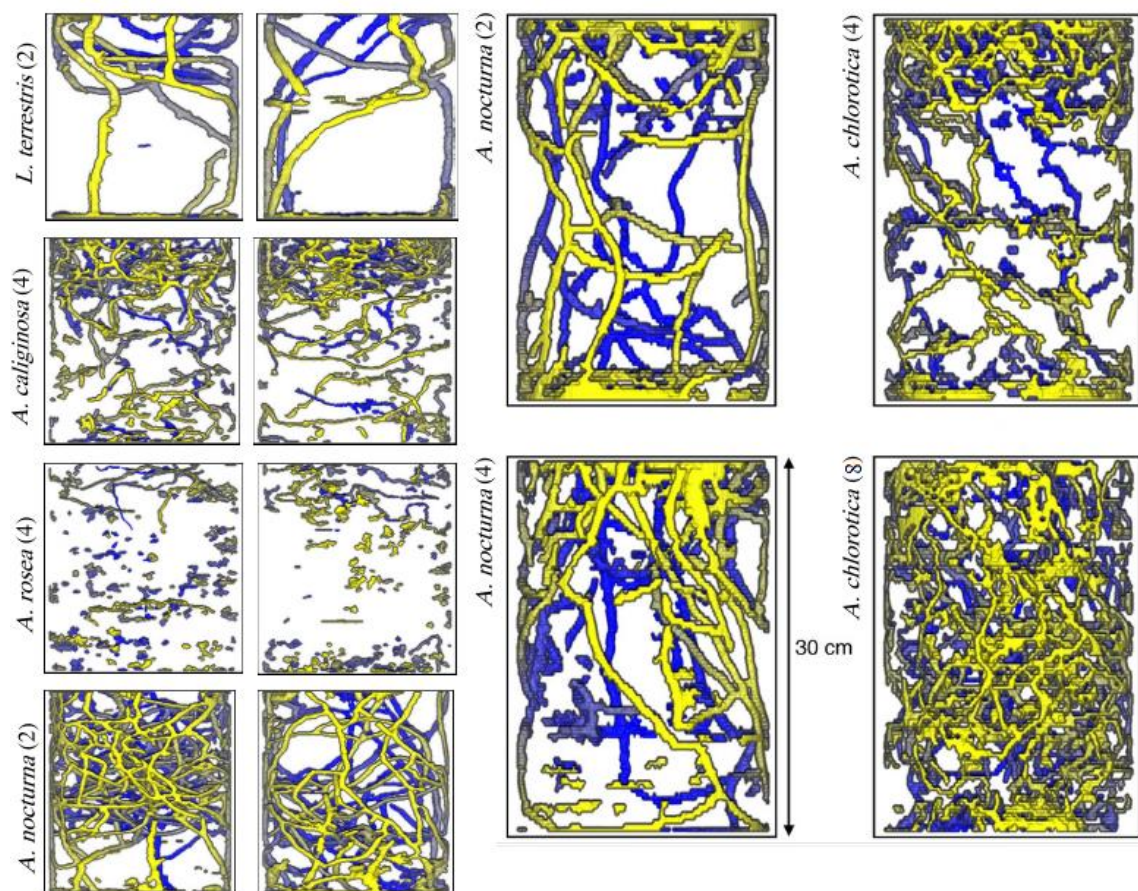 L. terrestris (2)
A. caliginosa (4)
A. rosea (4)
A. nocturna (2)
A. nocturna (2)
A. chlorotica (4)
A. nocturna (4)
30 cm
A. chlorotica (8)